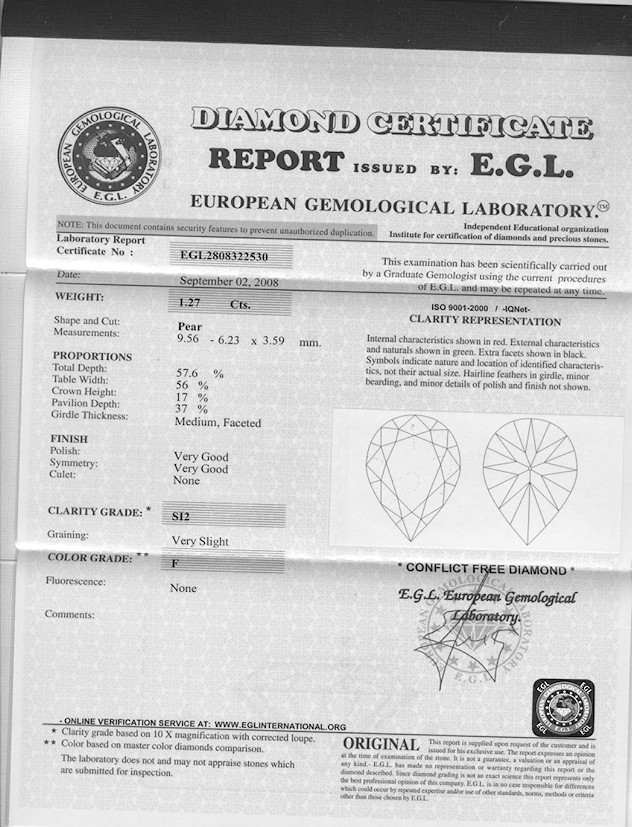 EUROPEAN GEMOLOGICAL LABORATORY
E.G.L.
DIAMOND CERTIFICATE
REPORT ISSUED BY: E.G.L.
EUROPEAN GEMOLOGICAL LABORATORY.™
NOTE: This document contains security features to prevent unauthorized duplication.
Independent Educational organization
Institute for certification of diamonds and precious stones.
Laboratory Report
Certificate No : EGL2808322530
Date: September 02, 2008
This examination has been scientifically carried out
by a Graduate Gemologist using the current procedures
of E.G.L. and may be repeated at any time.
WEIGHT: 1.27 Cts.
Shape and Cut: Pear
Measurements: 9.56 - 6.23 x 3.59 mm.
ISO 9001-2000 / -IQNet-
CLARITY REPRESENTATION
Internal characteristics shown in red. External characteristics
and naturals shown in green. Extra facets shown in black.
Symbols indicate nature and location of identified characteris-
tics, not their actual size. Hairline feathers in girdle, minor
bearding, and minor details of polish and finish not shown.
PROPORTIONS
Total Depth: 57.6 %
Table Width: 56 %
Crown Height: 17 %
Pavilion Depth: 37 %
Girdle Thickness: Medium, Faceted
FINISH
Polish: Very Good
Symmetry: Very Good
Culet: None
CLARITY GRADE: * SI2
Graining: Very Slight
COLOR GRADE: ** F
Fluorescence: None
Comments:
* CONFLICT FREE DIAMOND *
E.G.L. European Gemological
Laboratory.
EUROPEAN GEMOLOGICAL LABORATORY
E.G.L.
- ONLINE VERIFICATION SERVICE AT: WWW.EGLINTERNATIONAL.ORG
* Clarity grade based on 10 X magnification with corrected loupe.
** Color based on master color diamonds comparison.
The laboratory does not and may not appraise stones which
are submitted for inspection.
EGL EGL
EGL EGL
ORIGINAL This report is supplied upon request of the customer and is
issued for his exclusive use. The report expresses an opinion
at the time of examination of the stone. It is not a guarantee, a valuation or an appraisal of
any kind.- E.G.L. has made no representation or warranty regarding this report or the
diamond described. Since diamond grading is not an exact science this report represents only
the best professional opinion of this company. E.G.L. is in no case responsible for differences
which could occur by repeated expertise and/or use of other standards, norms, methods or criteria
other than those chosen by E.G.L.